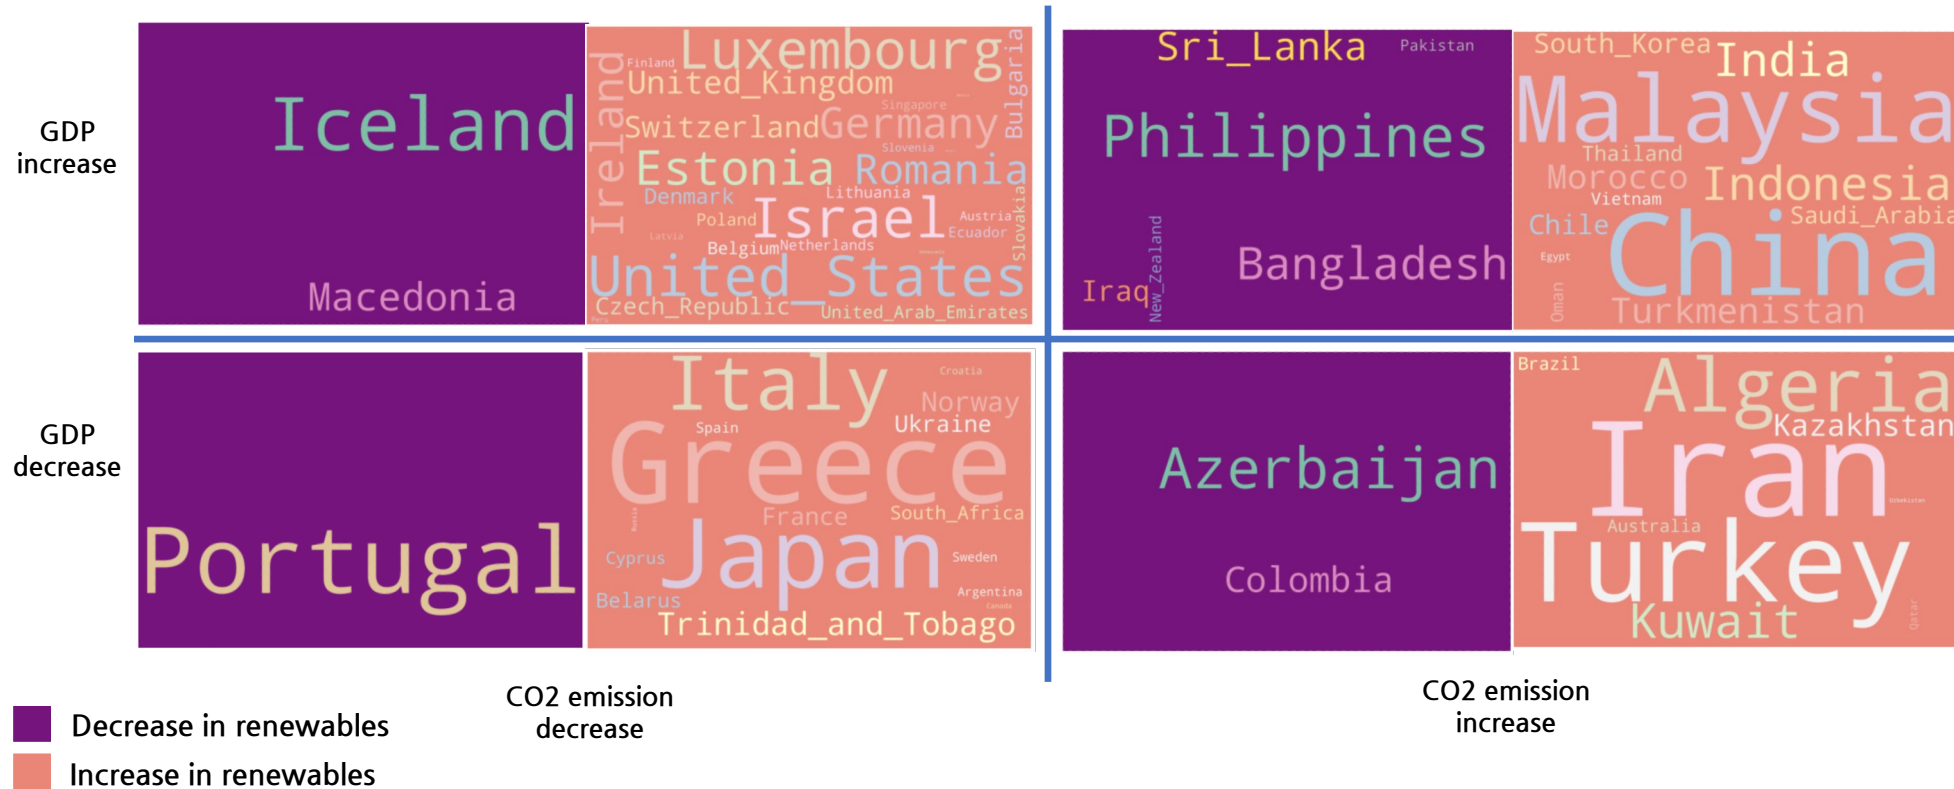 GDP
increase
Iceland
Macedonia
Luxembourg
Finland
United_Kingdom
Bulgaria
Ireland
Singapore
Switzerland
Germany
Slovenia
Estonia
Romania
Lithuania
Denmark
Israel
Poland
Austria
Ecuador
Slovakia
Latvia
Belgium
Netherlands
United_States
Czech_Republic
United_Arab_Emirates
Peru
Sri_Lanka
Pakistan
Philippines
Bangladesh
Iraq
New_Zealand
South_Korea
India
Malaysia
Thailand
Morocco
Indonesia
Vietnam
Saudi_Arabia
Chile
China
Egypt
Oman
Turkmenistan
GDP
decrease
Portugal
Italy
Croatia
Norway
Ukraine
Spain
Greece
France
South_Africa
Russia
Japan
Cyprus
Sweden
Belarus
Argentina
Canada
Trinidad_and_Tobago
Azerbaijan
Colombia
Brazil
Algeria
Kazakhstan
Iran
Uzbekistan
Australia
Turkey
Kuwait
Qatar
CO2 emission
decrease
CO2 emission
increase
Decrease in renewables
Increase in renewables